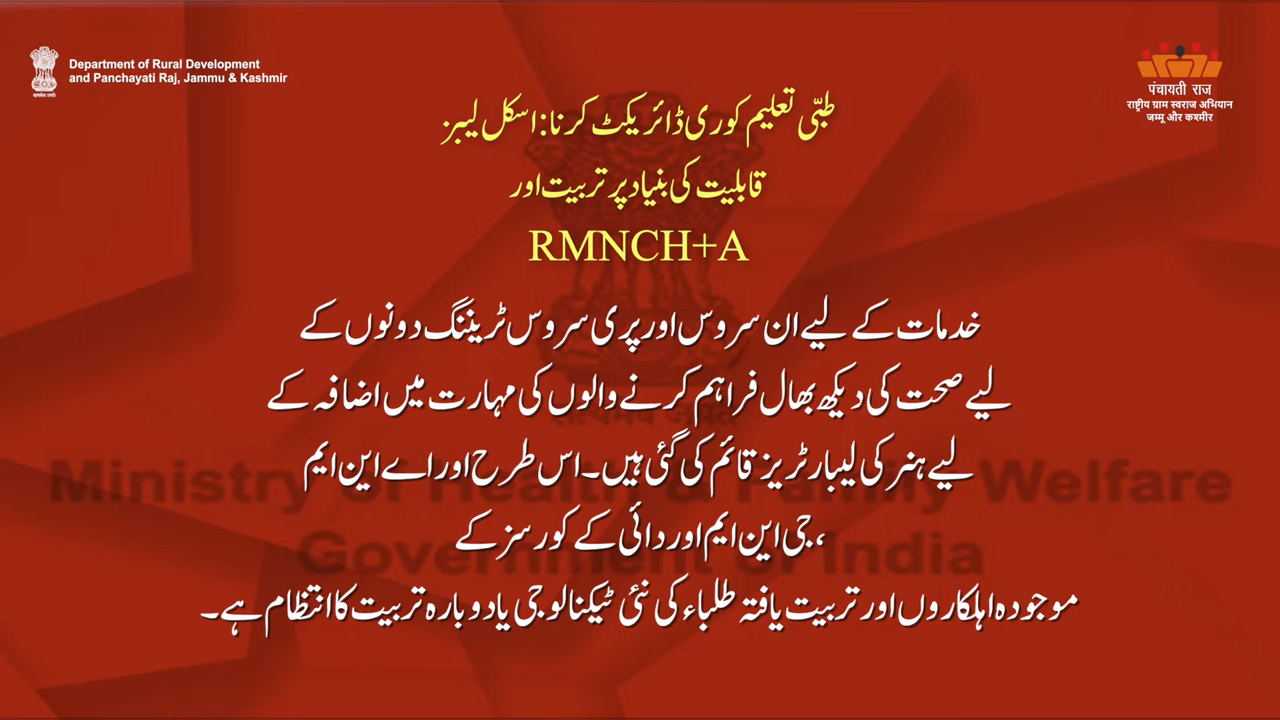 Department of Rural Development
and Panchayati Raj, Jammu & Kashmir
पंचायती राज
राष्ट्रीय ग्राम स्वराज अभियान
जम्मू और कश्मीर
طبّی تعلیم کو ری ڈائریکٹ کرنا: اسکل لیبز
قابلیت کی بنیاد پر تربیت اور
RMNCH+A
خدمات کے لیے ان سروس اور پری سروس ٹریننگ دونوں کے
لیے صحت کی دیکھ بھال فراہم کرنے والوں کی مہارت میں اضافہ کے
لیے ہنر کی لیبارٹریز قائم کی گئی ہیں۔ اس طرح اور اے این ایم
، جی این ایم اور دائی کے کورسز کے
موجودہ اہلکاروں اور تربیت یافتہ طلباء کی نئی ٹیکنالوجی یا دوبارہ تربیت کا انتظام ہے۔
Ministry of Health & Family Welfare
Government of India